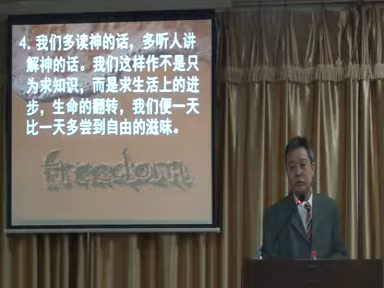 4. 我们多读神的话，多听人讲
解神的话．我们这样作不是只
为求知识，而是求生活上的进
步，生命的翻转，我们便一天
比一天多尝到自由的滋味。
freedom